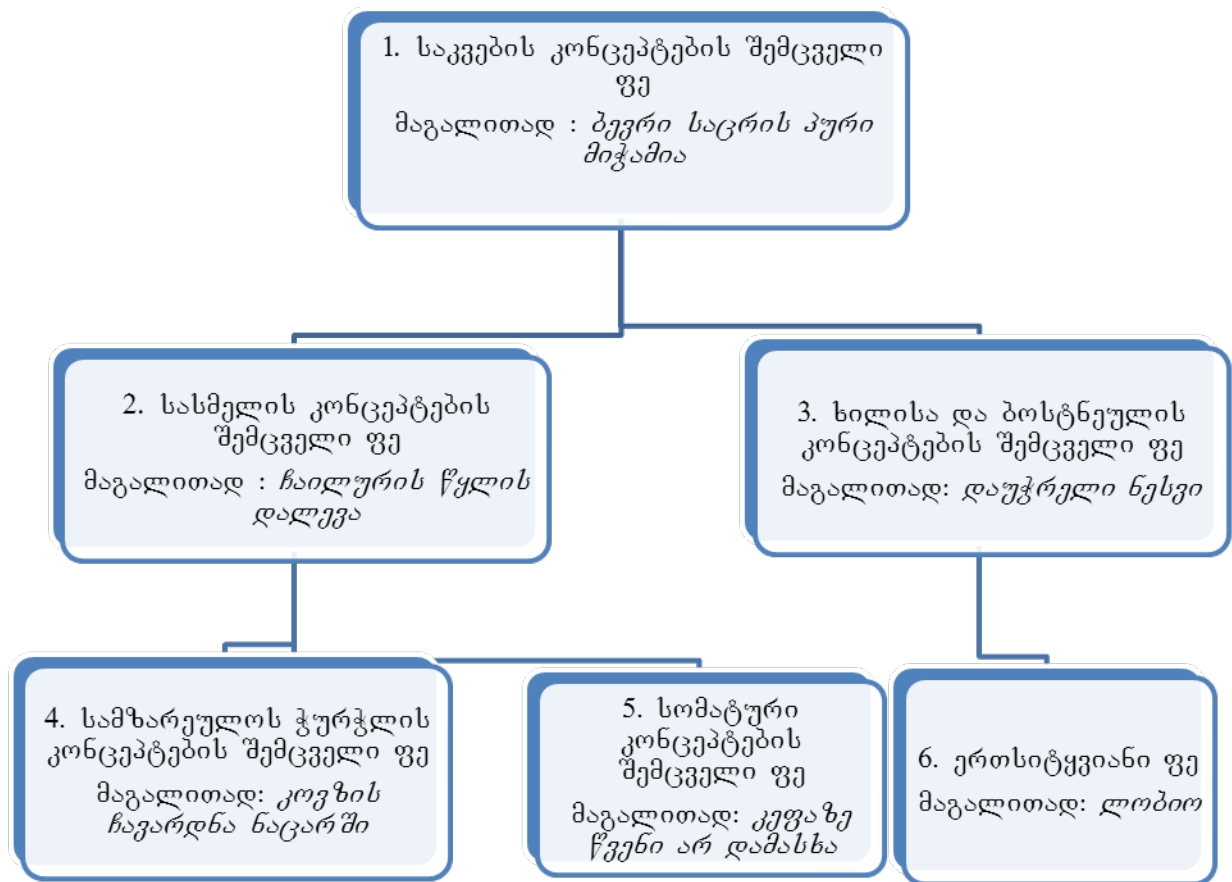 1. საკვების კონცეპტების შემცველი
ფე
მაგალითად : ბევრი საცრის პური
მიჭამია
2. სასმელის კონცეპტების
შემცველი ფე
მაგალითად : ჩაილურის წყლის
დალევა
3. ხილისა და ბოსტნეულის
კონცეპტების შემცველი ფე
მაგალითად: დაუჭრელი ნესვი
4. სამზარეულოს ჭურჭლის
კონცეპტების შემცველი ფე
მაგალითად: კოვზის
ჩავარდნა ნაცარში
5. სომატური
კონცეპტების
შემცველი ფე
მაგალითად: კეფაზე
წვენი არ დამასხა
6. ერთსიტყვიანი ფე
მაგალითად: ლობიო